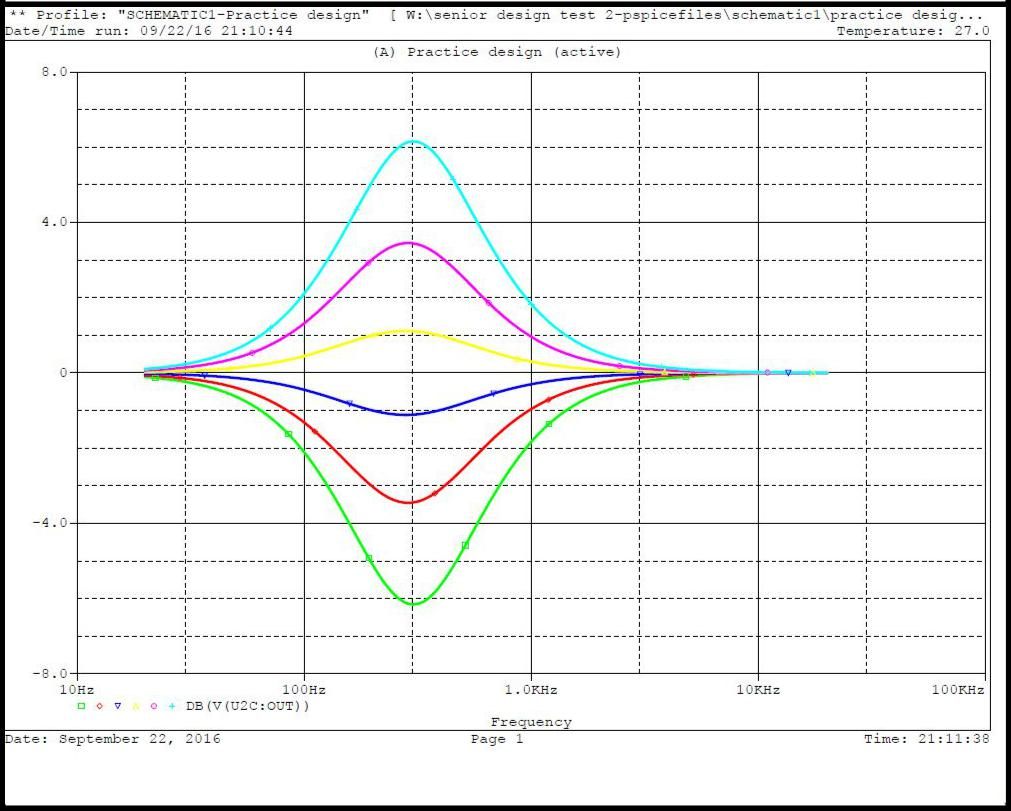 ** Profile: "SCHEMATIC1-Practice design"  [ W:\senior design test 2-pspicefiles\schematic1\practice desig...
Date/Time run: 09/22/16 21:10:44 Temperature: 27.0
(A) Practice design (active)
8.0
4.0
0
-4.0
-8.0
10Hz 100Hz 1.0KHz 10KHz 100KHz
DB(V(U2C:OUT))
Frequency
Date: September 22, 2016 Page 1 Time: 21:11:38